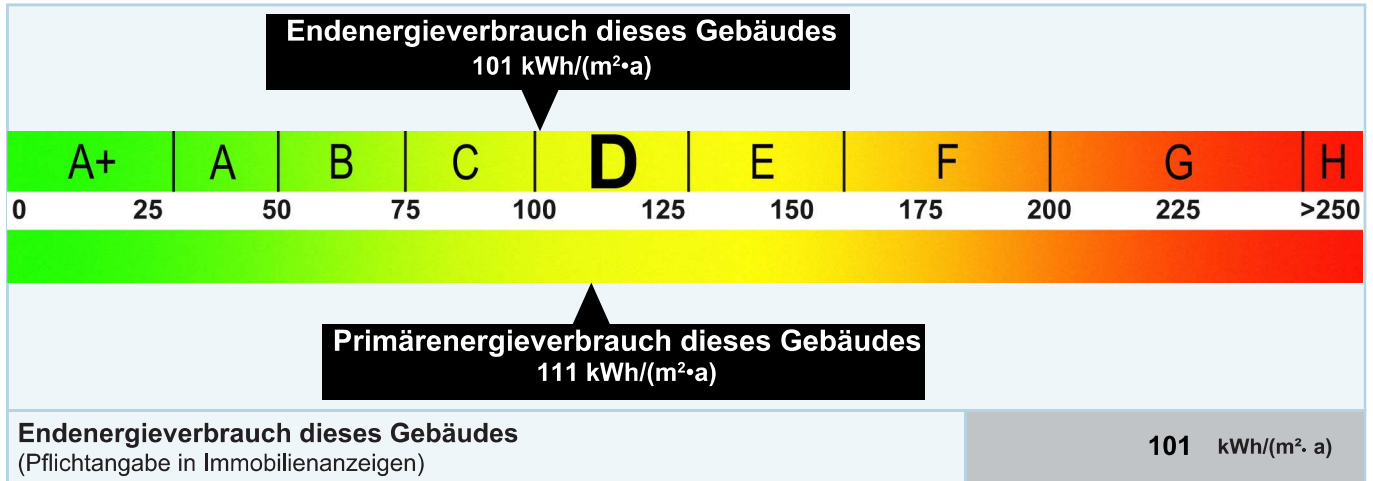 Endenergieverbrauch dieses Gebäudes
101 kWh/(m²•a)
A+ A B C D E F G H
0 25 50 75 100 125 150 175 200 225 >250
Primärenergieverbrauch dieses Gebäudes
111 kWh/(m²•a)
Endenergieverbrauch dieses Gebäudes
(Pflichtangabe in Immobilienanzeigen)
101 kWh/(m²· a)